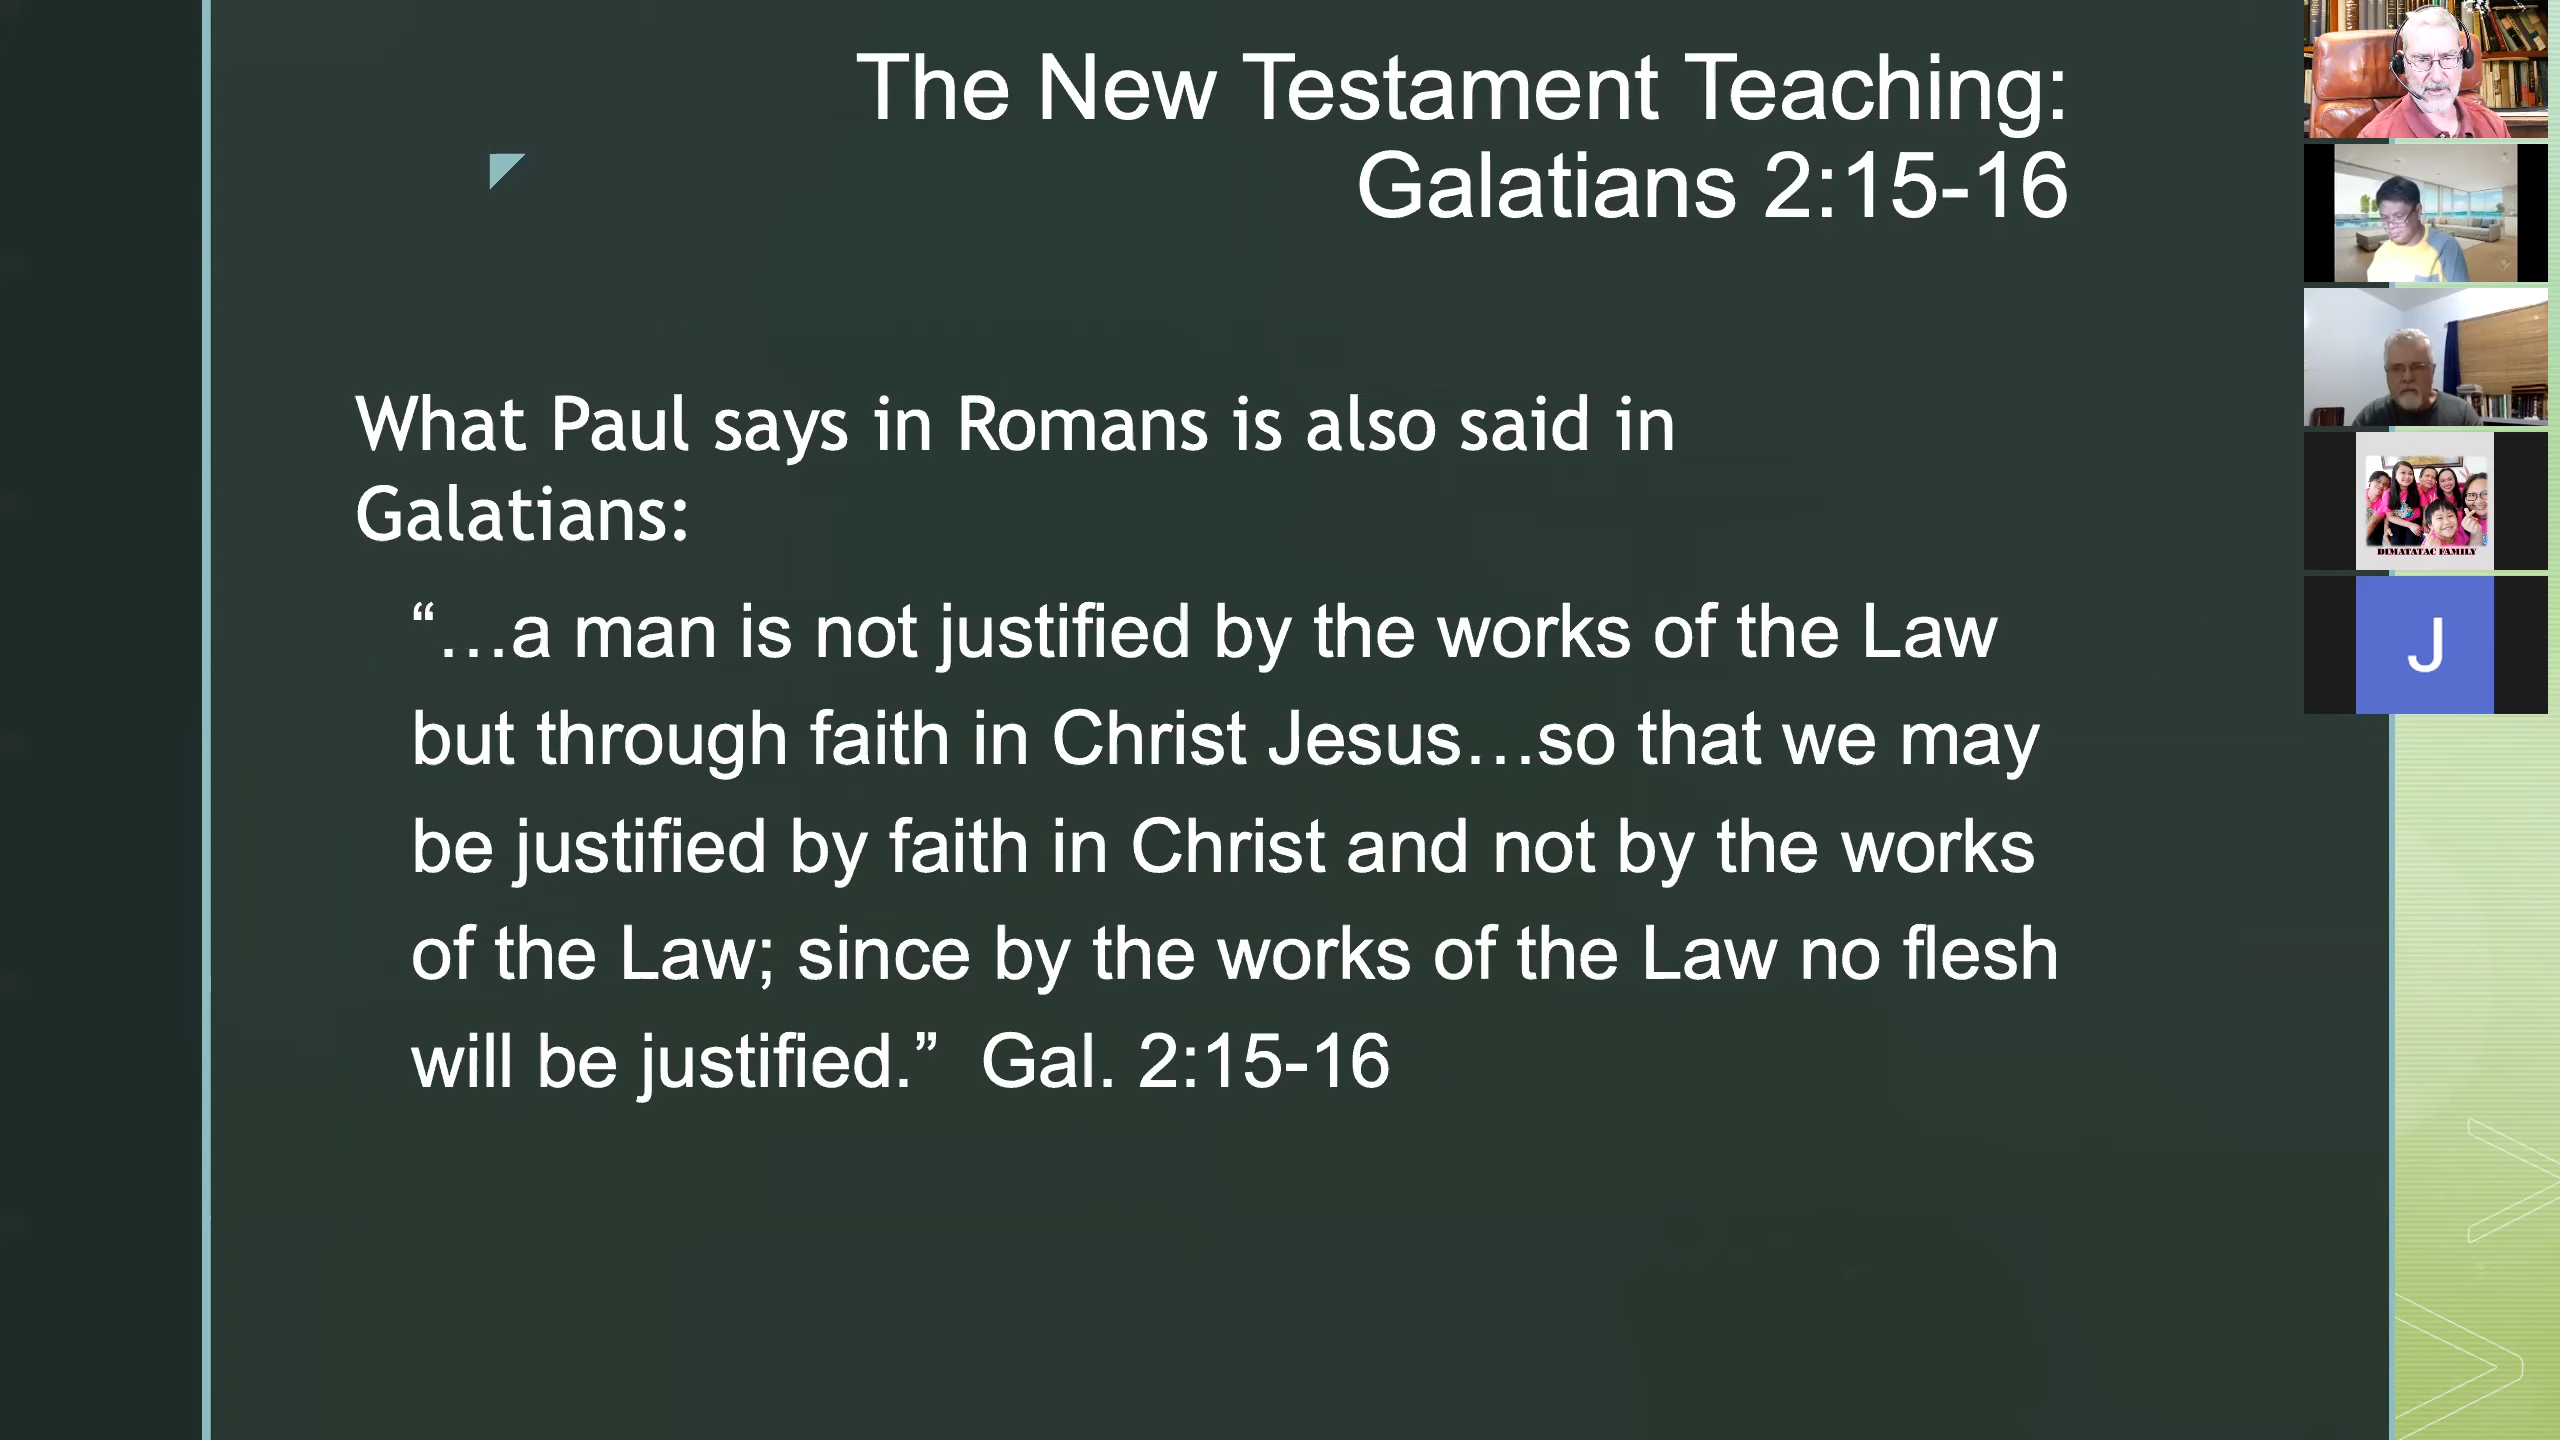 The New Testament Teaching:
Galatians 2:15-16
What Paul says in Romans is also said in
Galatians:
“…a man is not justified by the works of the Law
but through faith in Christ Jesus…so that we may
be justified by faith in Christ and not by the works
of the Law; since by the works of the Law no flesh
will be justified.”  Gal. 2:15-16
DIMATATAC FAMILY
J